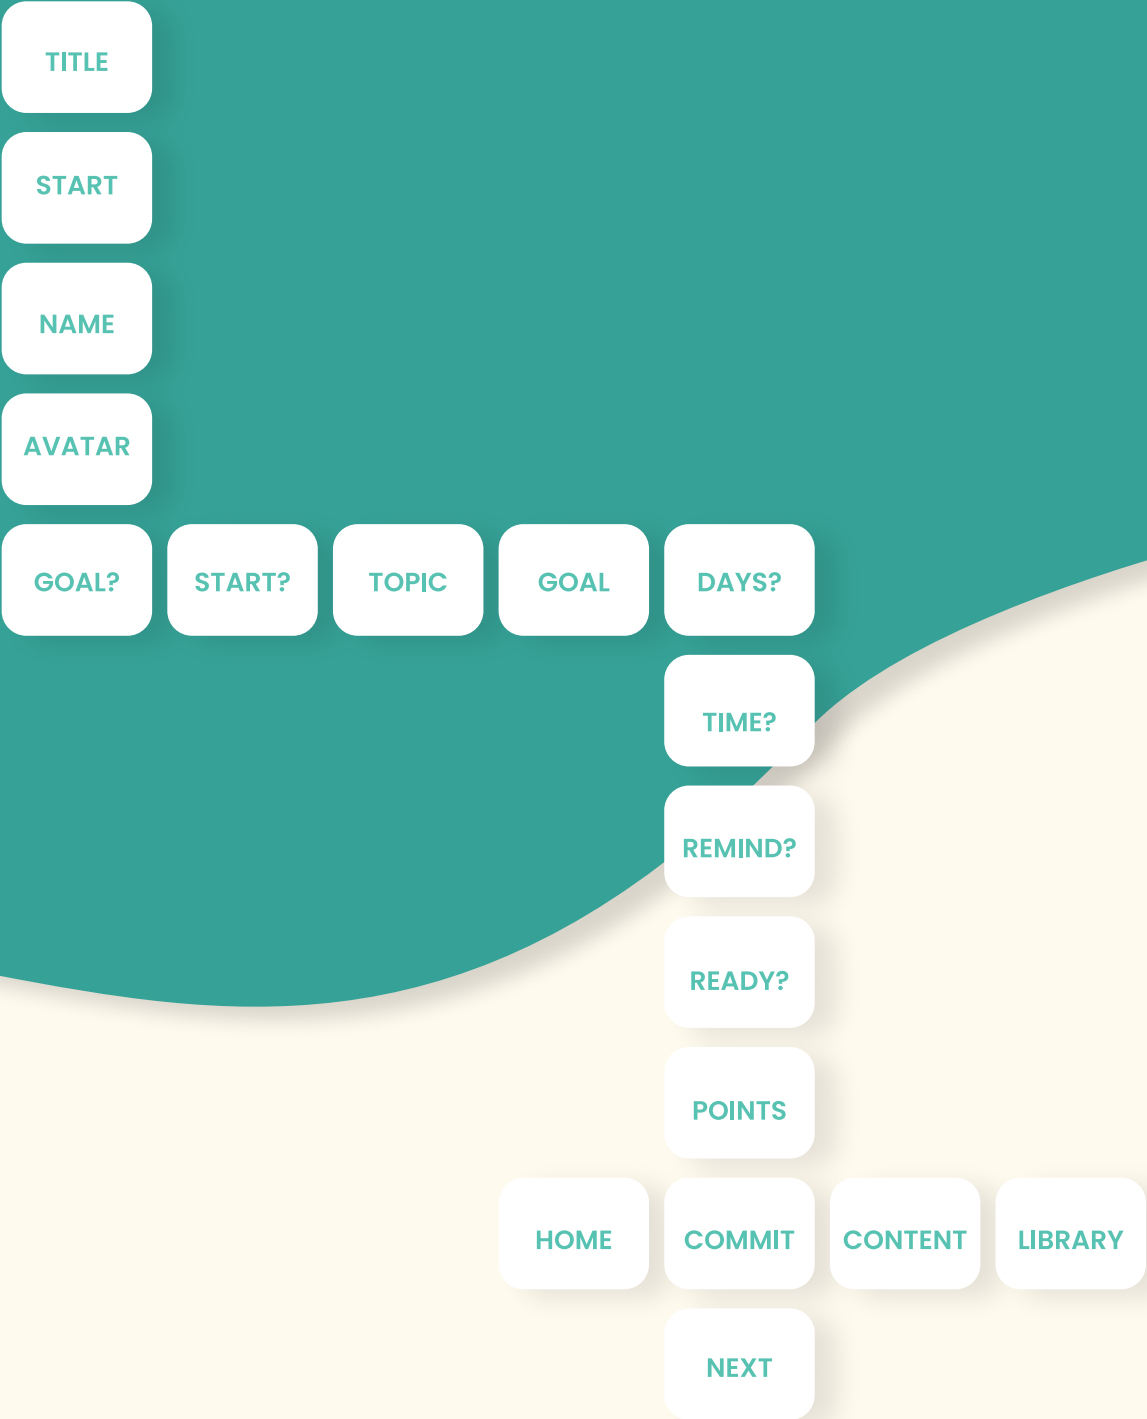 TITLE
START
NAME
AVATAR
GOAL? START? TOPIC GOAL DAYS?
TIME?
REMIND?
READY?
POINTS
HOME COMMIT CONTENT LIBRARY
NEXT